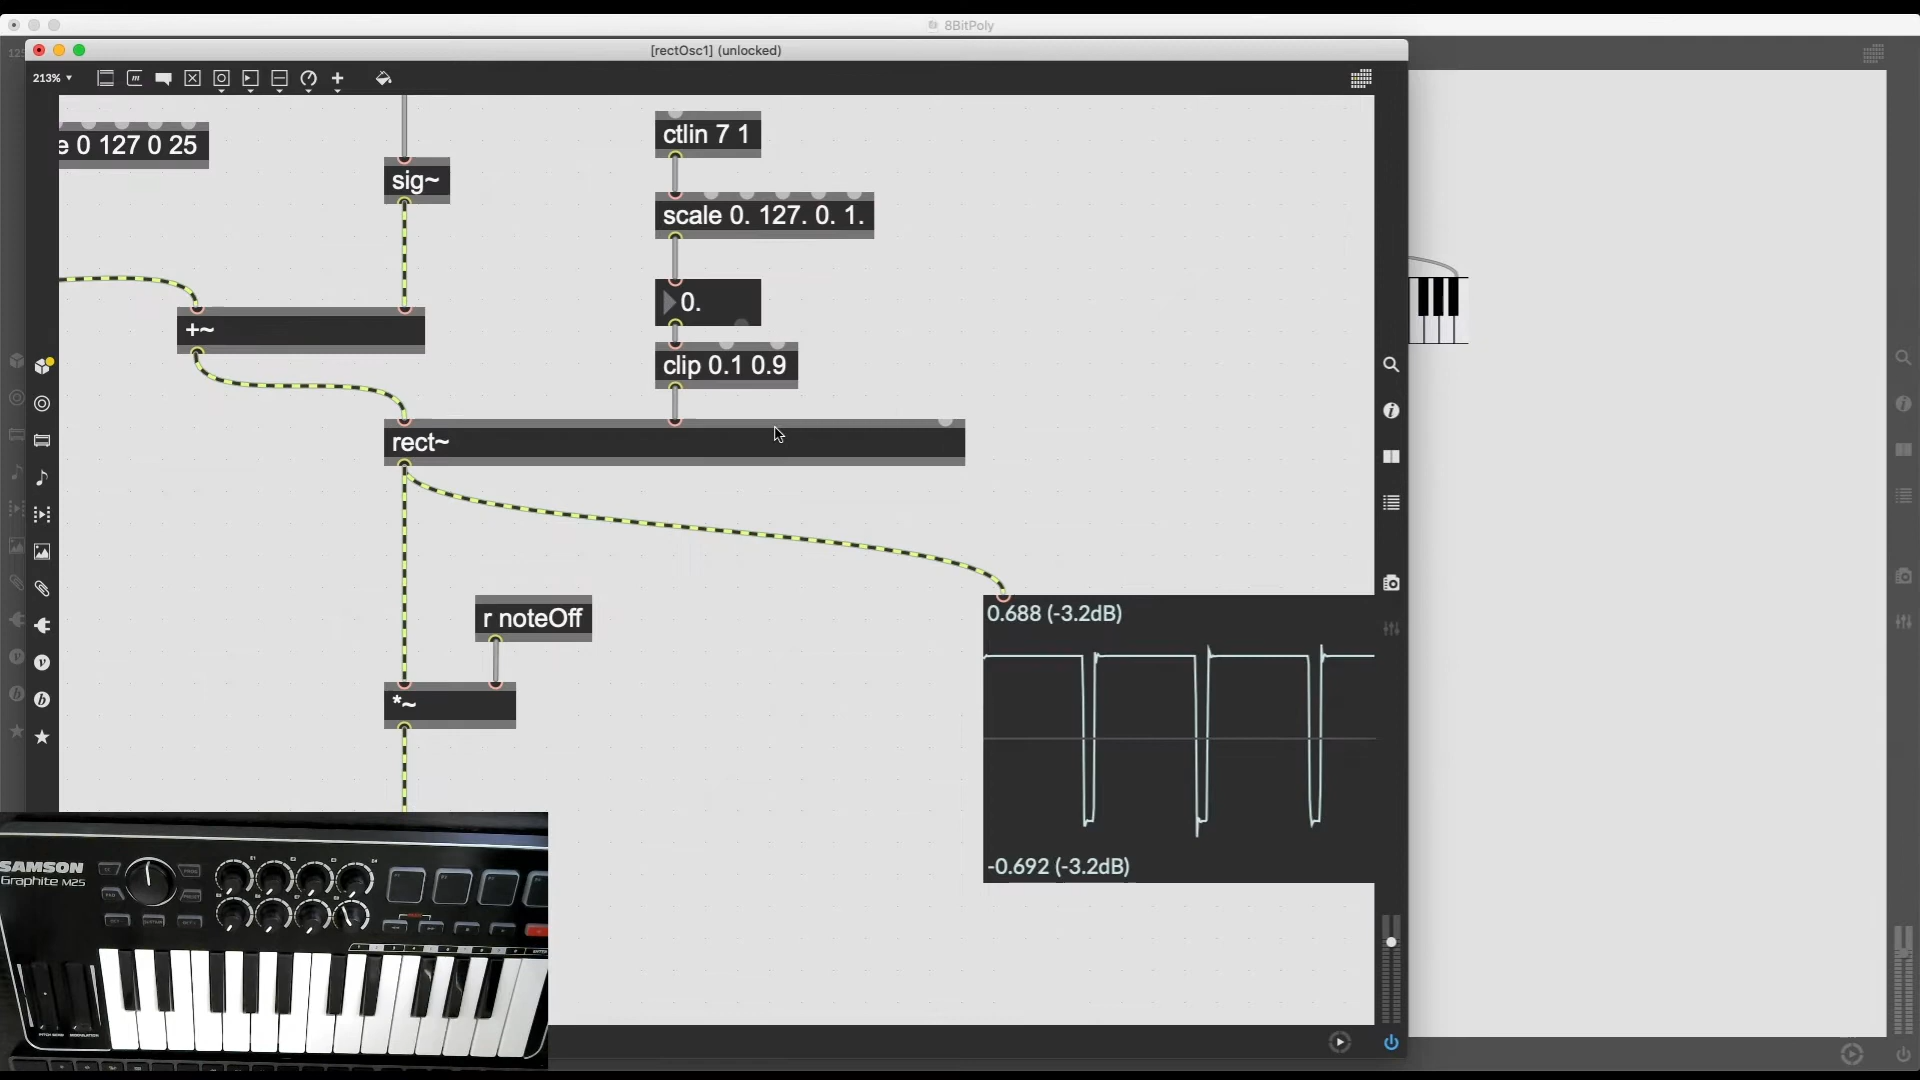 8BitPoly
[rectOsc1] (unlocked)
213%
e 0 127 0 25
sig~
ctlin 7 1
scale 0. 127. 0. 1.
0.
clip 0.1 0.9
+~
rect~
r noteOff
*~
0.688 (-3.2dB)
-0.692 (-3.2dB)
SAMSON
Graphite M25